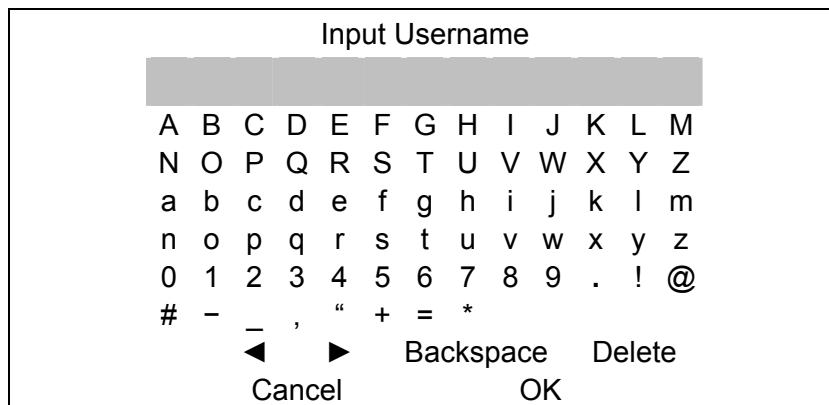 Input Username
A B C D E F G H I J K L M
N O P Q R S T U V W X Y Z
a b c d e f g h i j k l m
n o p q r s t u v w x y z
0 1 2 3 4 5 6 7 8 9 . ! @
# − _ , “ + = *
◄ ► Backspace Delete
Cancel OK